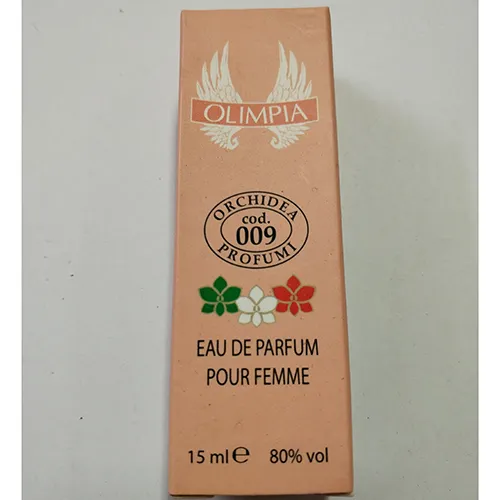 OLIMPIA
ORCHIDEA
cod.
009
PROFUMI
EAU DE PARFUM
POUR FEMME
15 ml ℮ 80% vol